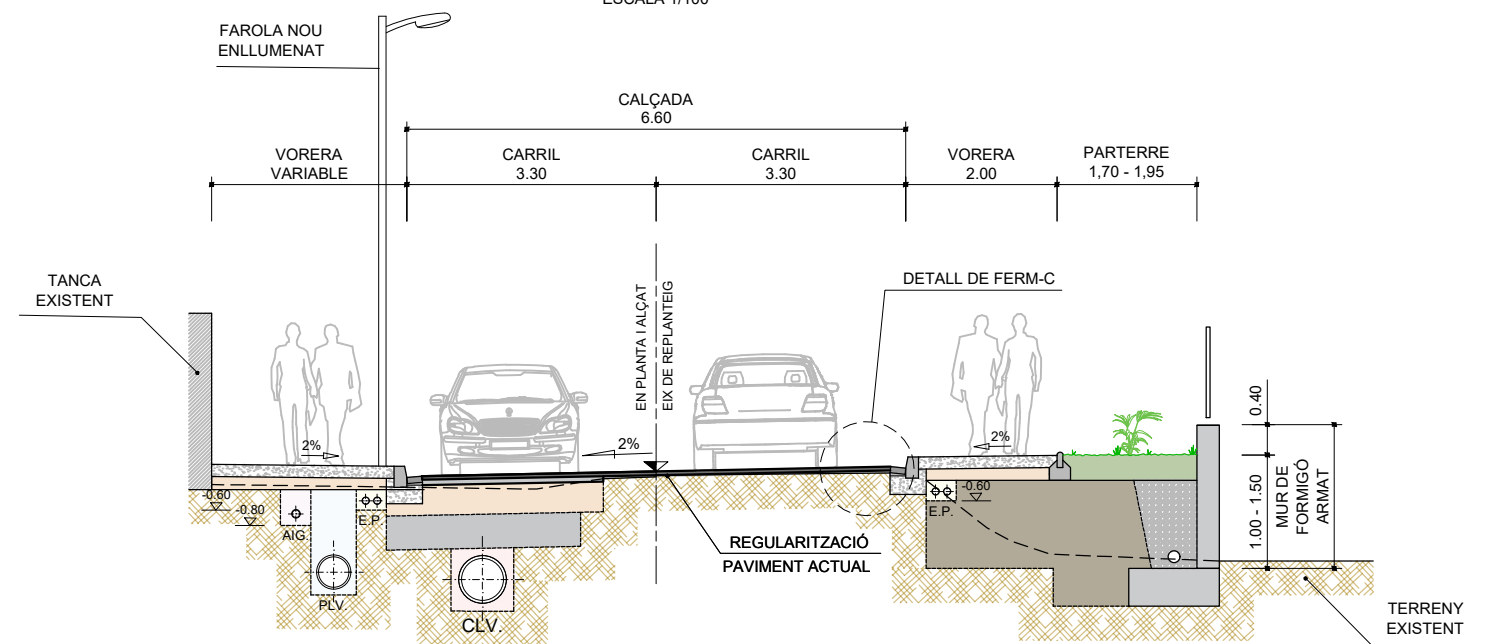 ESCALA 1/100
FAROLA NOU
ENLLUMENAT
CALÇADA
6.60
VORERA
VARIABLE
CARRIL
3.30
CARRIL
3.30
VORERA
2.00
PARTERRE
1,70 - 1,95
TANCA
EXISTENT
EN PLANTA I ALÇAT
EIX DE REPLANTEIG
DETALL DE FERM-C
0.40
2%
2%
2%
-0.60
-0.80
AIG.
E.P.
PLV.
CLV.
-0.60
E.P.
REGULARITZACIÓ
PAVIMENT ACTUAL
1.00 - 1.50
MUR DE
FORMIGÓ
ARMAT
TERRENY
EXISTENT